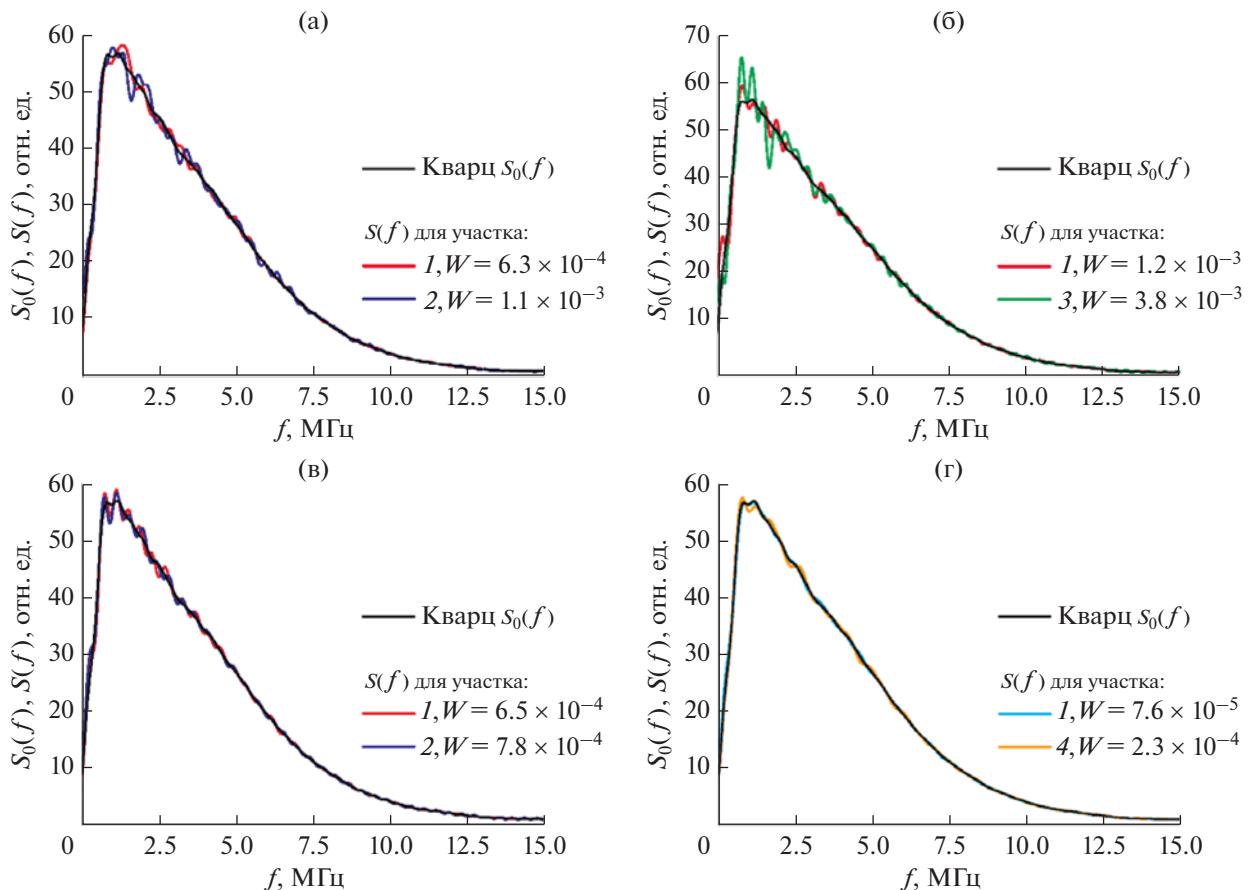 (а)
S₀(f), S(f), отн. ед.
60
50
40
30
20
10
0
2.5
5.0
7.5
10.0
12.5
15.0
f, МГц
Кварц S₀(f)
S(f) для участка:
1, W = 6.3 × 10⁻⁴
2, W = 1.1 × 10⁻³
(б)
S₀(f), S(f), отн. ед.
70
60
50
40
30
20
10
0
2.5
5.0
7.5
10.0
12.5
15.0
f, МГц
Кварц S₀(f)
S(f) для участка:
1, W = 1.2 × 10⁻³
3, W = 3.8 × 10⁻³
(в)
S₀(f), S(f), отн. ед.
60
50
40
30
20
10
0
2.5
5.0
7.5
10.0
12.5
15.0
f, МГц
Кварц S₀(f)
S(f) для участка:
1, W = 6.5 × 10⁻⁴
2, W = 7.8 × 10⁻⁴
(г)
S₀(f), S(f), отн. ед.
60
50
40
30
20
10
0
2.5
5.0
7.5
10.0
12.5
15.0
f, МГц
Кварц S₀(f)
S(f) для участка:
1, W = 7.6 × 10⁻⁵
4, W = 2.3 × 10⁻⁴